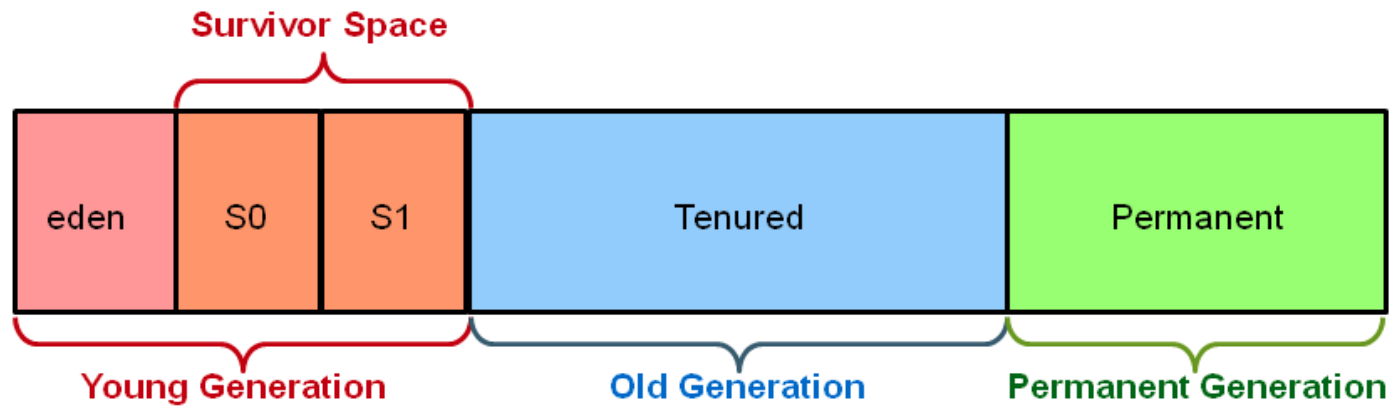 Survivor Space
eden S0 S1 Tenured Permanent
Young Generation Old Generation Permanent Generation